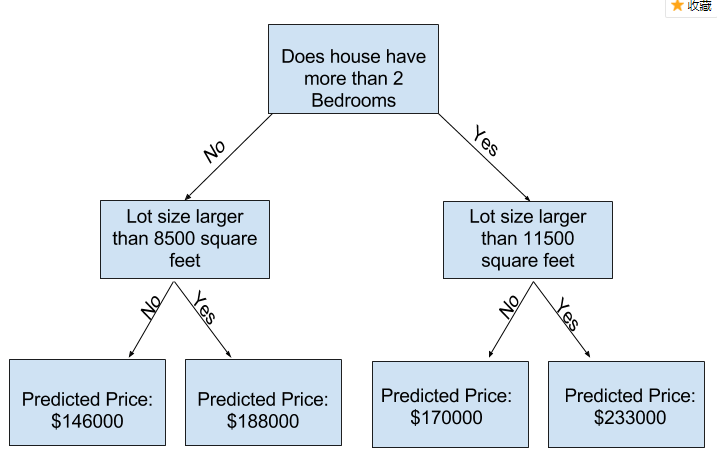 收藏
Does house have
more than 2
Bedrooms
No
Yes
Lot size larger
than 8500 square
feet
Lot size larger
than 11500
square feet
No
Yes
No
Yes
Predicted Price:
$146000
Predicted Price:
$188000
Predicted Price:
$170000
Predicted Price:
$233000